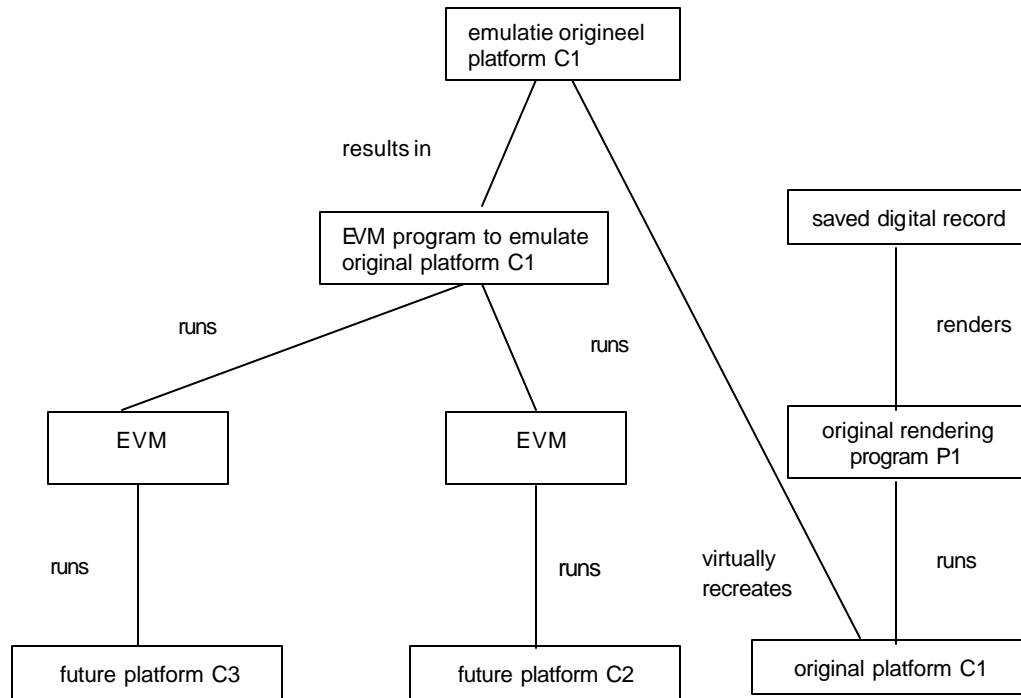 emulatie origineel
platform C1
results in
saved digital record
EVM program to emulate
original platform C1
runs
runs
renders
EVM
EVM
original rendering
program P1
runs
runs
virtually
recreates
runs
future platform C3
future platform C2
original platform C1